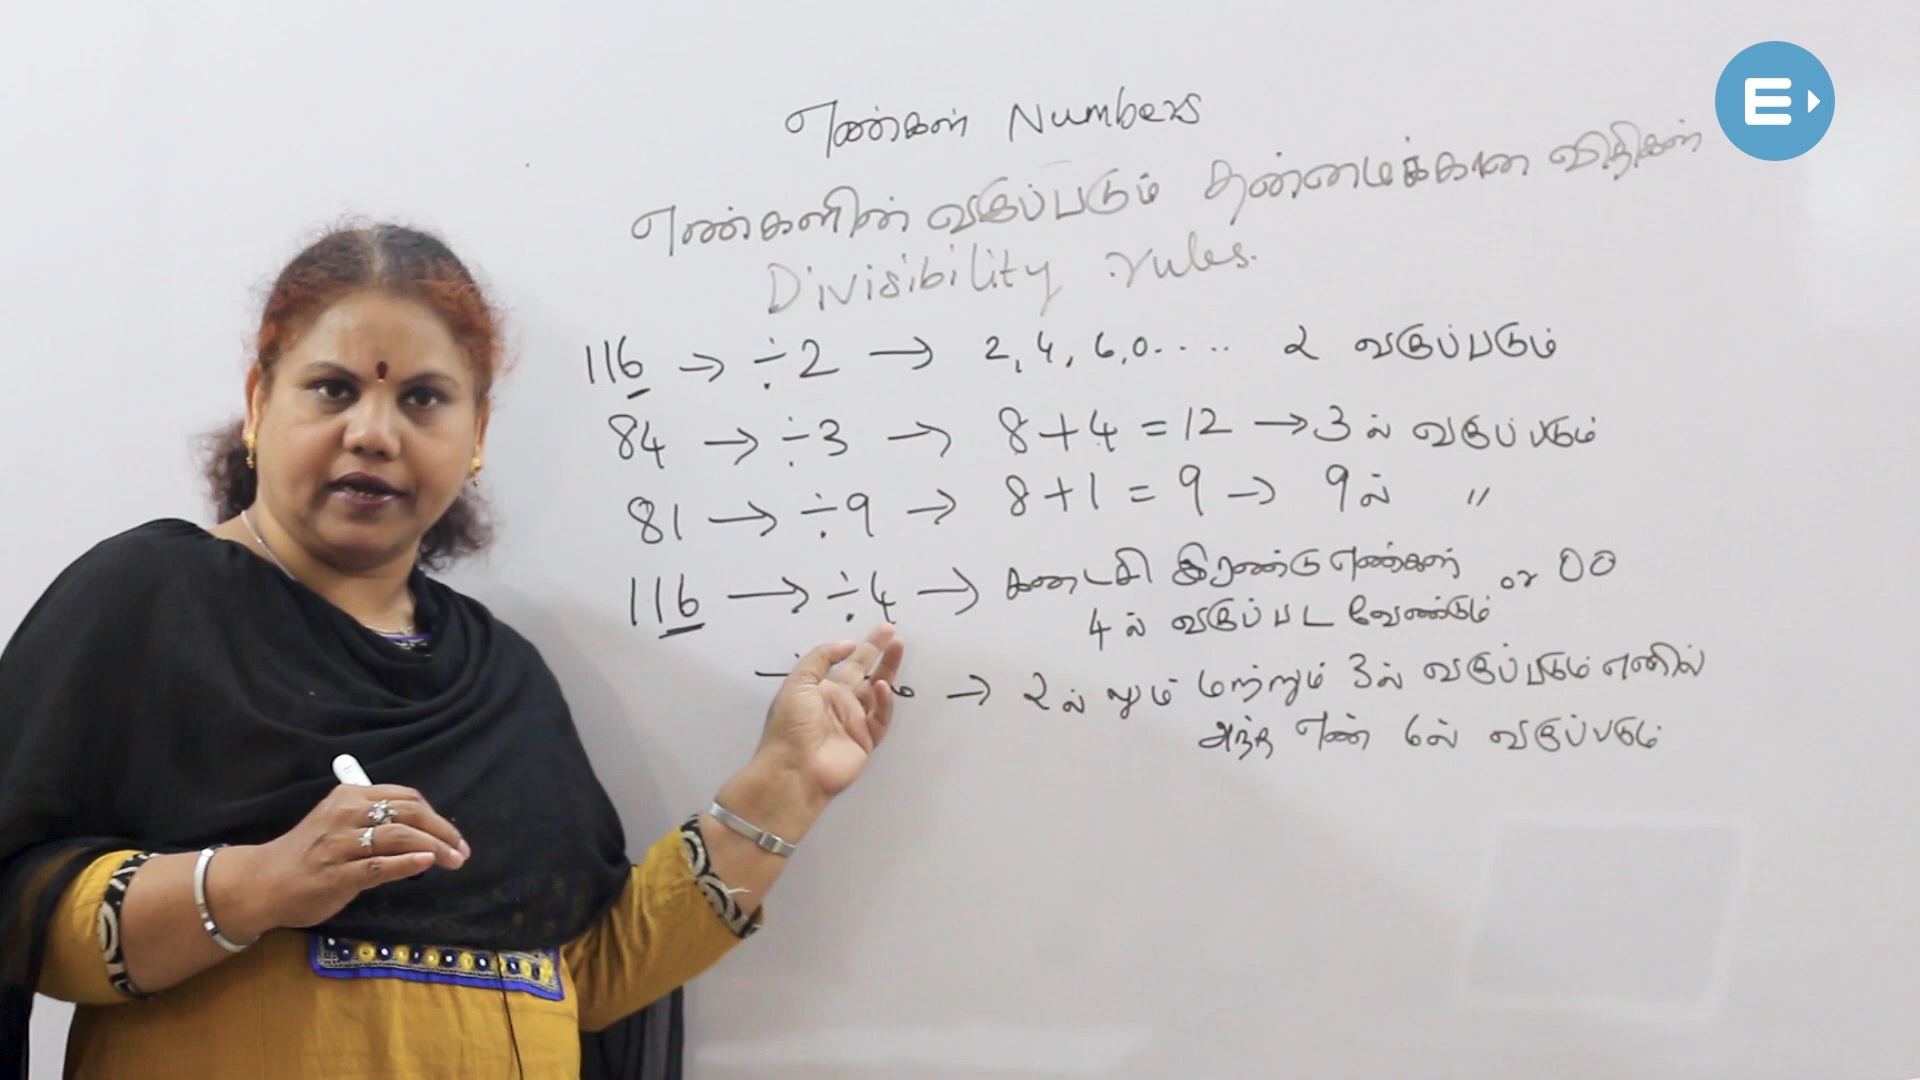 எண்கள் Numbers
எண்களின் வகுப்படும் தன்மைக்கான விதிகள்
Divisibility rules.
116 → ÷2 → 2, 4, 6, 0. . . .. 2 வகுப்படும்
84 → ÷3 → 8+4 = 12 → 3 ல் வகுப்படும்
81 → ÷9 → 8+1 = 9 → 9ல் "
116 → ÷4 → கடைசி இரண்டு எண்கள் or 00
4 ல் வகுப்பட வேண்டும்
→ 2ல் லும் மற்றும் 3ல் வகுப்படும் எனில்
அந்த எண் 6ல் வகுப்படும்
E